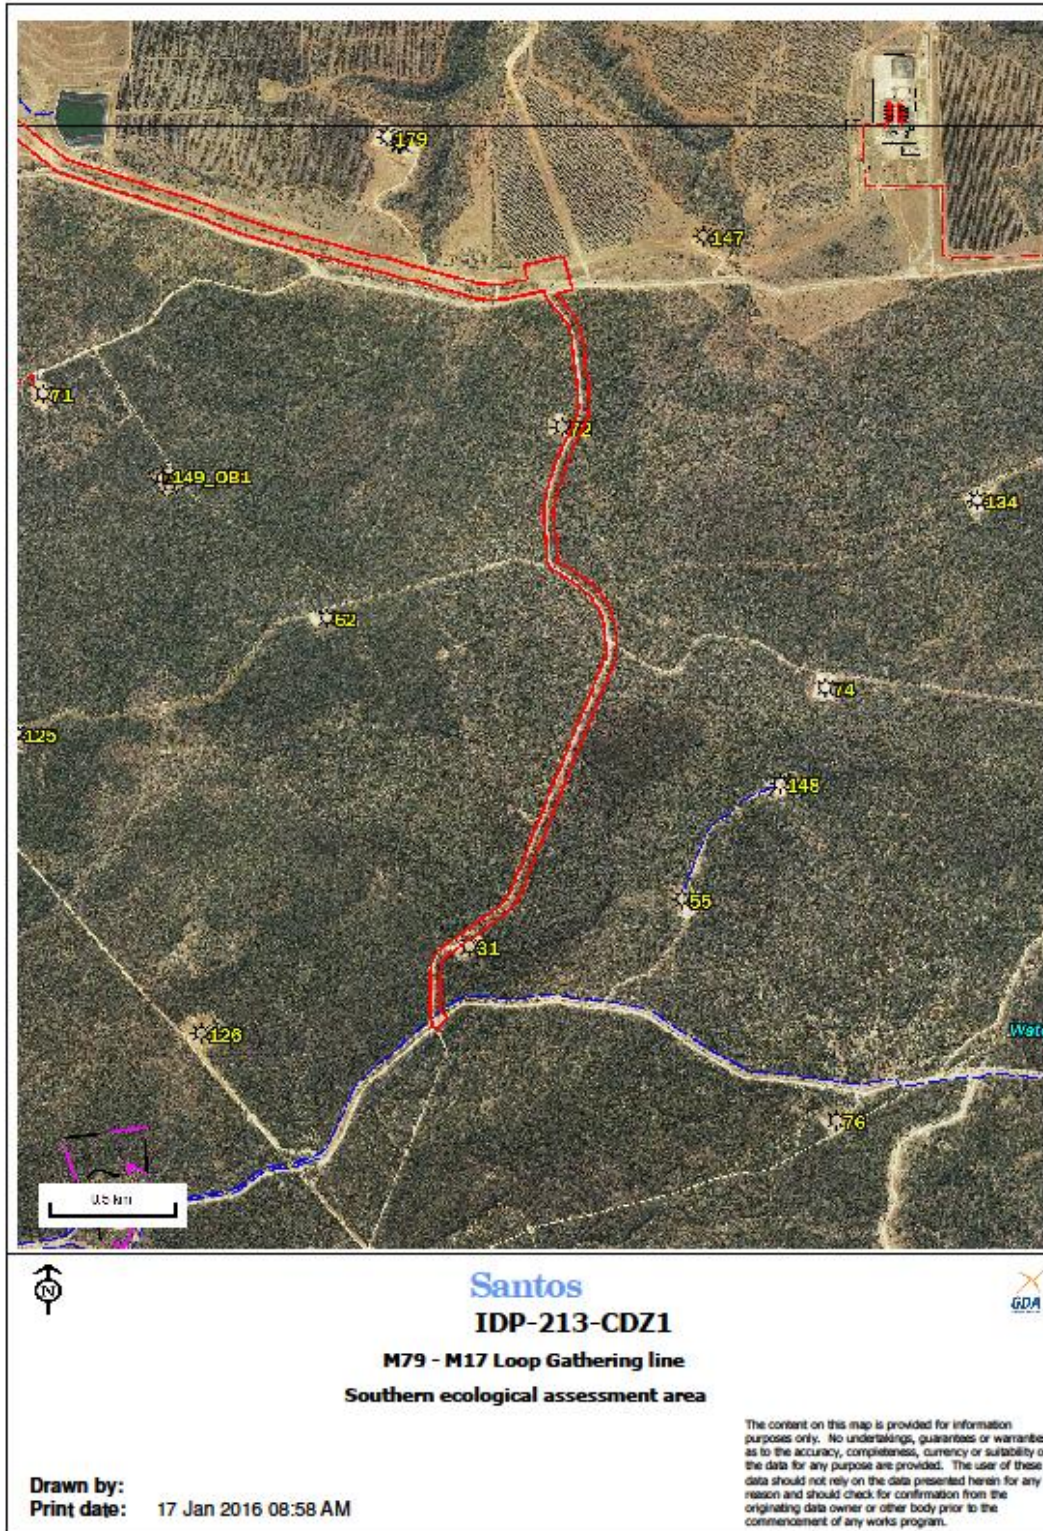 179
147
71
72
149_OB1
134
62
74
125
148
55
31
126
Wate
76
0.5 km
N
Santos
GDA
IDP-213-CDZ1
M79 - M17 Loop Gathering line
Southern ecological assessment area
The content on this map is provided for information
purposes only. No undertakings, guarantees or warranties
as to the accuracy, completeness, currency or suitability o
the data for any purpose are provided. The user of these
data should not rely on the data presented herein for any
reason and should check for confirmation from the
originating data owner or other body prior to the
commencement of any works program.
Drawn by:
Print date: 17 Jan 2016 08:58 AM